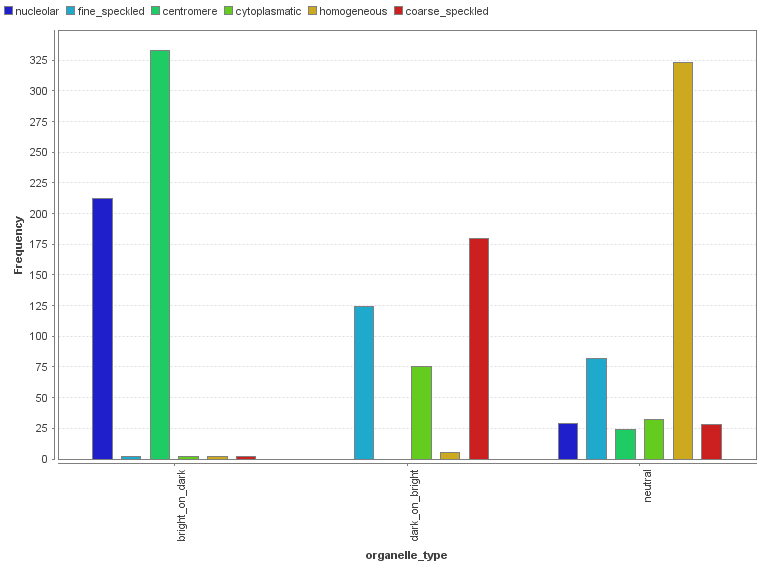 nucleolar fine_speckled centromere cytoplasmatic homogeneous coarse_speckled
325
300
275
250
225
200
175
150
125
100
75
50
25
0
Frequency
bright_on_dark
dark_on_bright
neutral
organelle_type